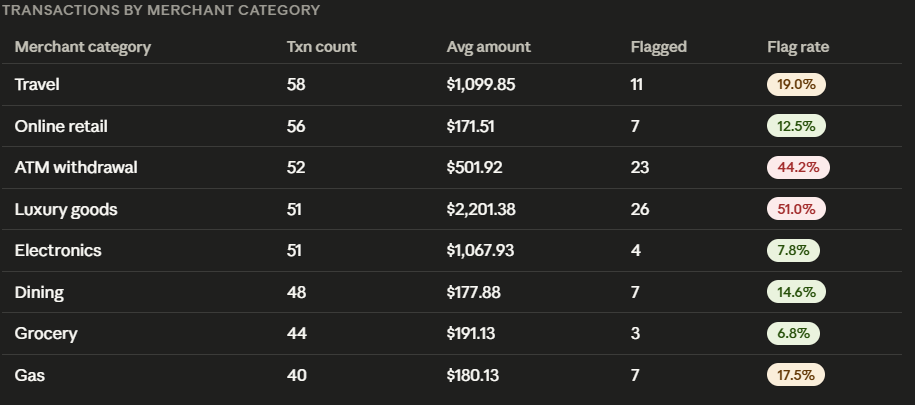 TRANSACTIONS BY MERCHANT CATEGORY
Merchant category Txn count Avg amount Flagged Flag rate
Travel 58 $1,099.85 11 19.0%
Online retail 56 $171.51 7 12.5%
ATM withdrawal 52 $501.92 23 44.2%
Luxury goods 51 $2,201.38 26 51.0%
Electronics 51 $1,067.93 4 7.8%
Dining 48 $177.88 7 14.6%
Grocery 44 $191.13 3 6.8%
Gas 40 $180.13 7 17.5%